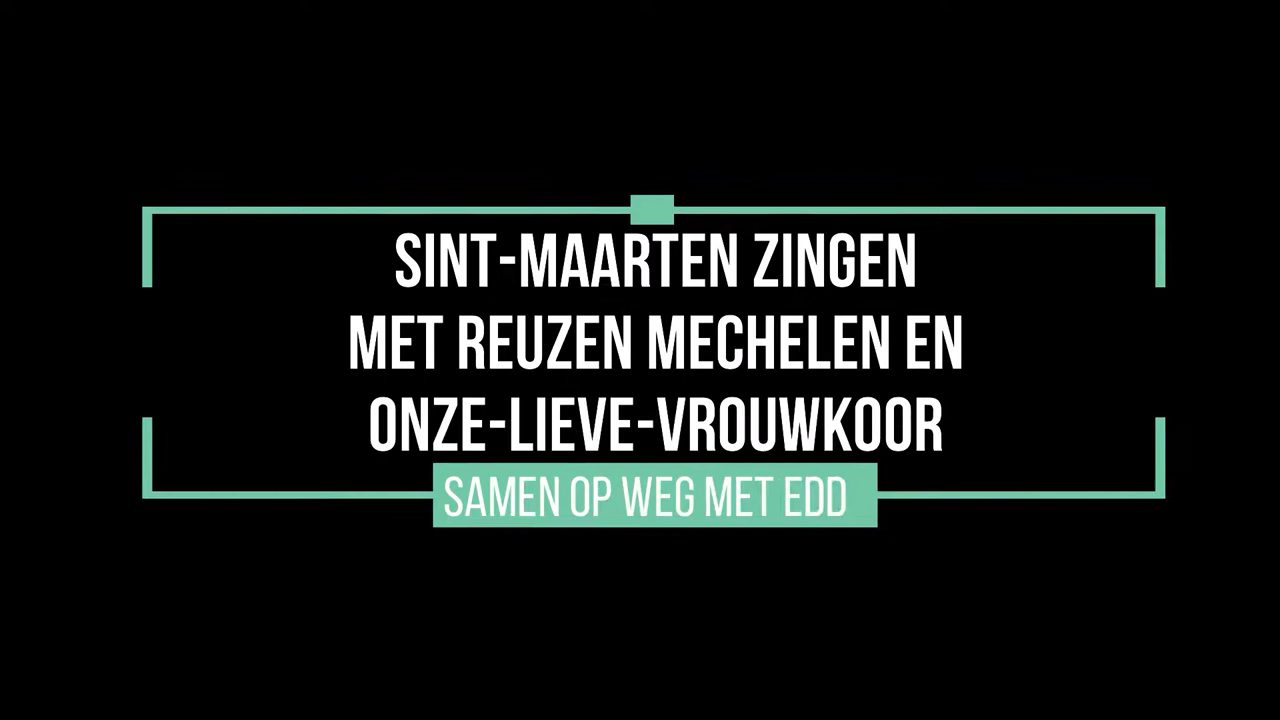 SINT-MAARTEN ZINGEN
MET REUZEN MECHELEN EN
ONZE-LIEVE-VROUWKOOR
SAMEN OP WEG MET EDD